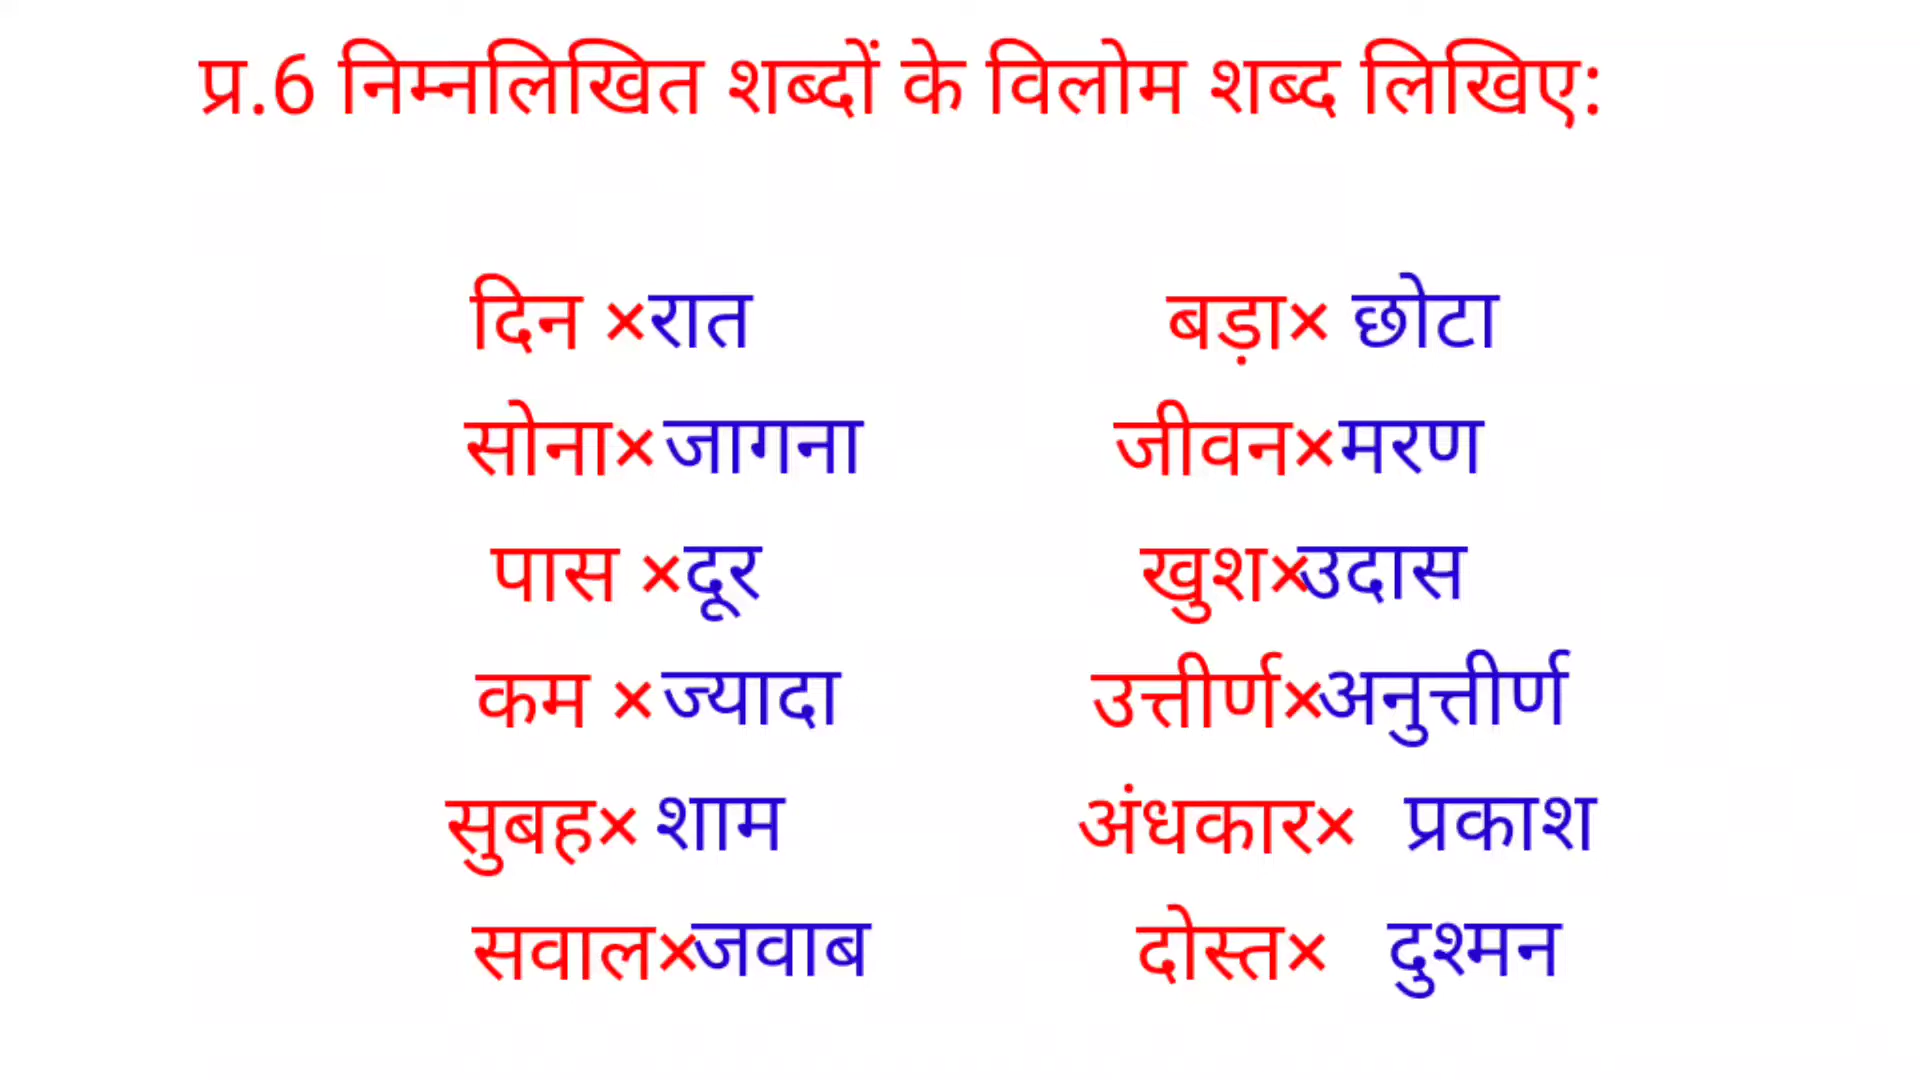 प्र.6 निम्नलिखित शब्दों के विलोम शब्द लिखिए:
दिन ×रात बड़ा× छोटा
सोना×जागना जीवन×मरण
पास ×दूर खुश×उदास
कम ×ज्यादा उत्तीर्ण×अनुत्तीर्ण
सुबह× शाम अंधकार× प्रकाश
सवाल×जवाब दोस्त× दुश्मन